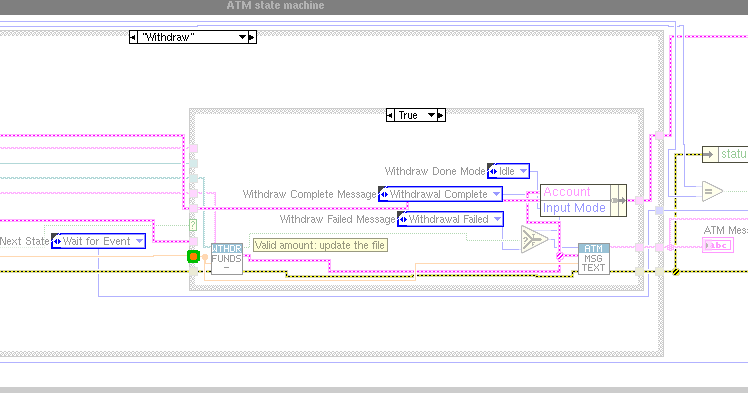 ATM state machine
"Withdraw"
True
Withdraw Done Mode Idle
Withdraw Complete Message Withdrawal Complete
Account
Input Mode
Withdraw Failed Message Withdrawal Failed
statu
=
?
Next State Wait for Event
Valid amount: update the file
WTHDR
FUNDS
ATM
MSG
TEXT
ATM Mess
abc